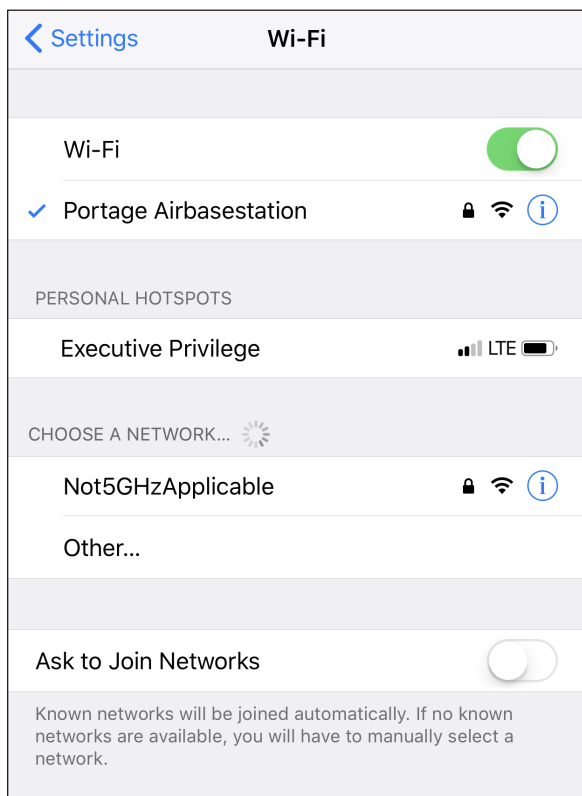 Settings
Wi-Fi
Wi-Fi
Portage Airbasestation
PERSONAL HOTSPOTS
Executive Privilege LTE
CHOOSE A NETWORK...
Not5GHzApplicable
Other...
Ask to Join Networks
Known networks will be joined automatically. If no known
networks are available, you will have to manually select a
network.